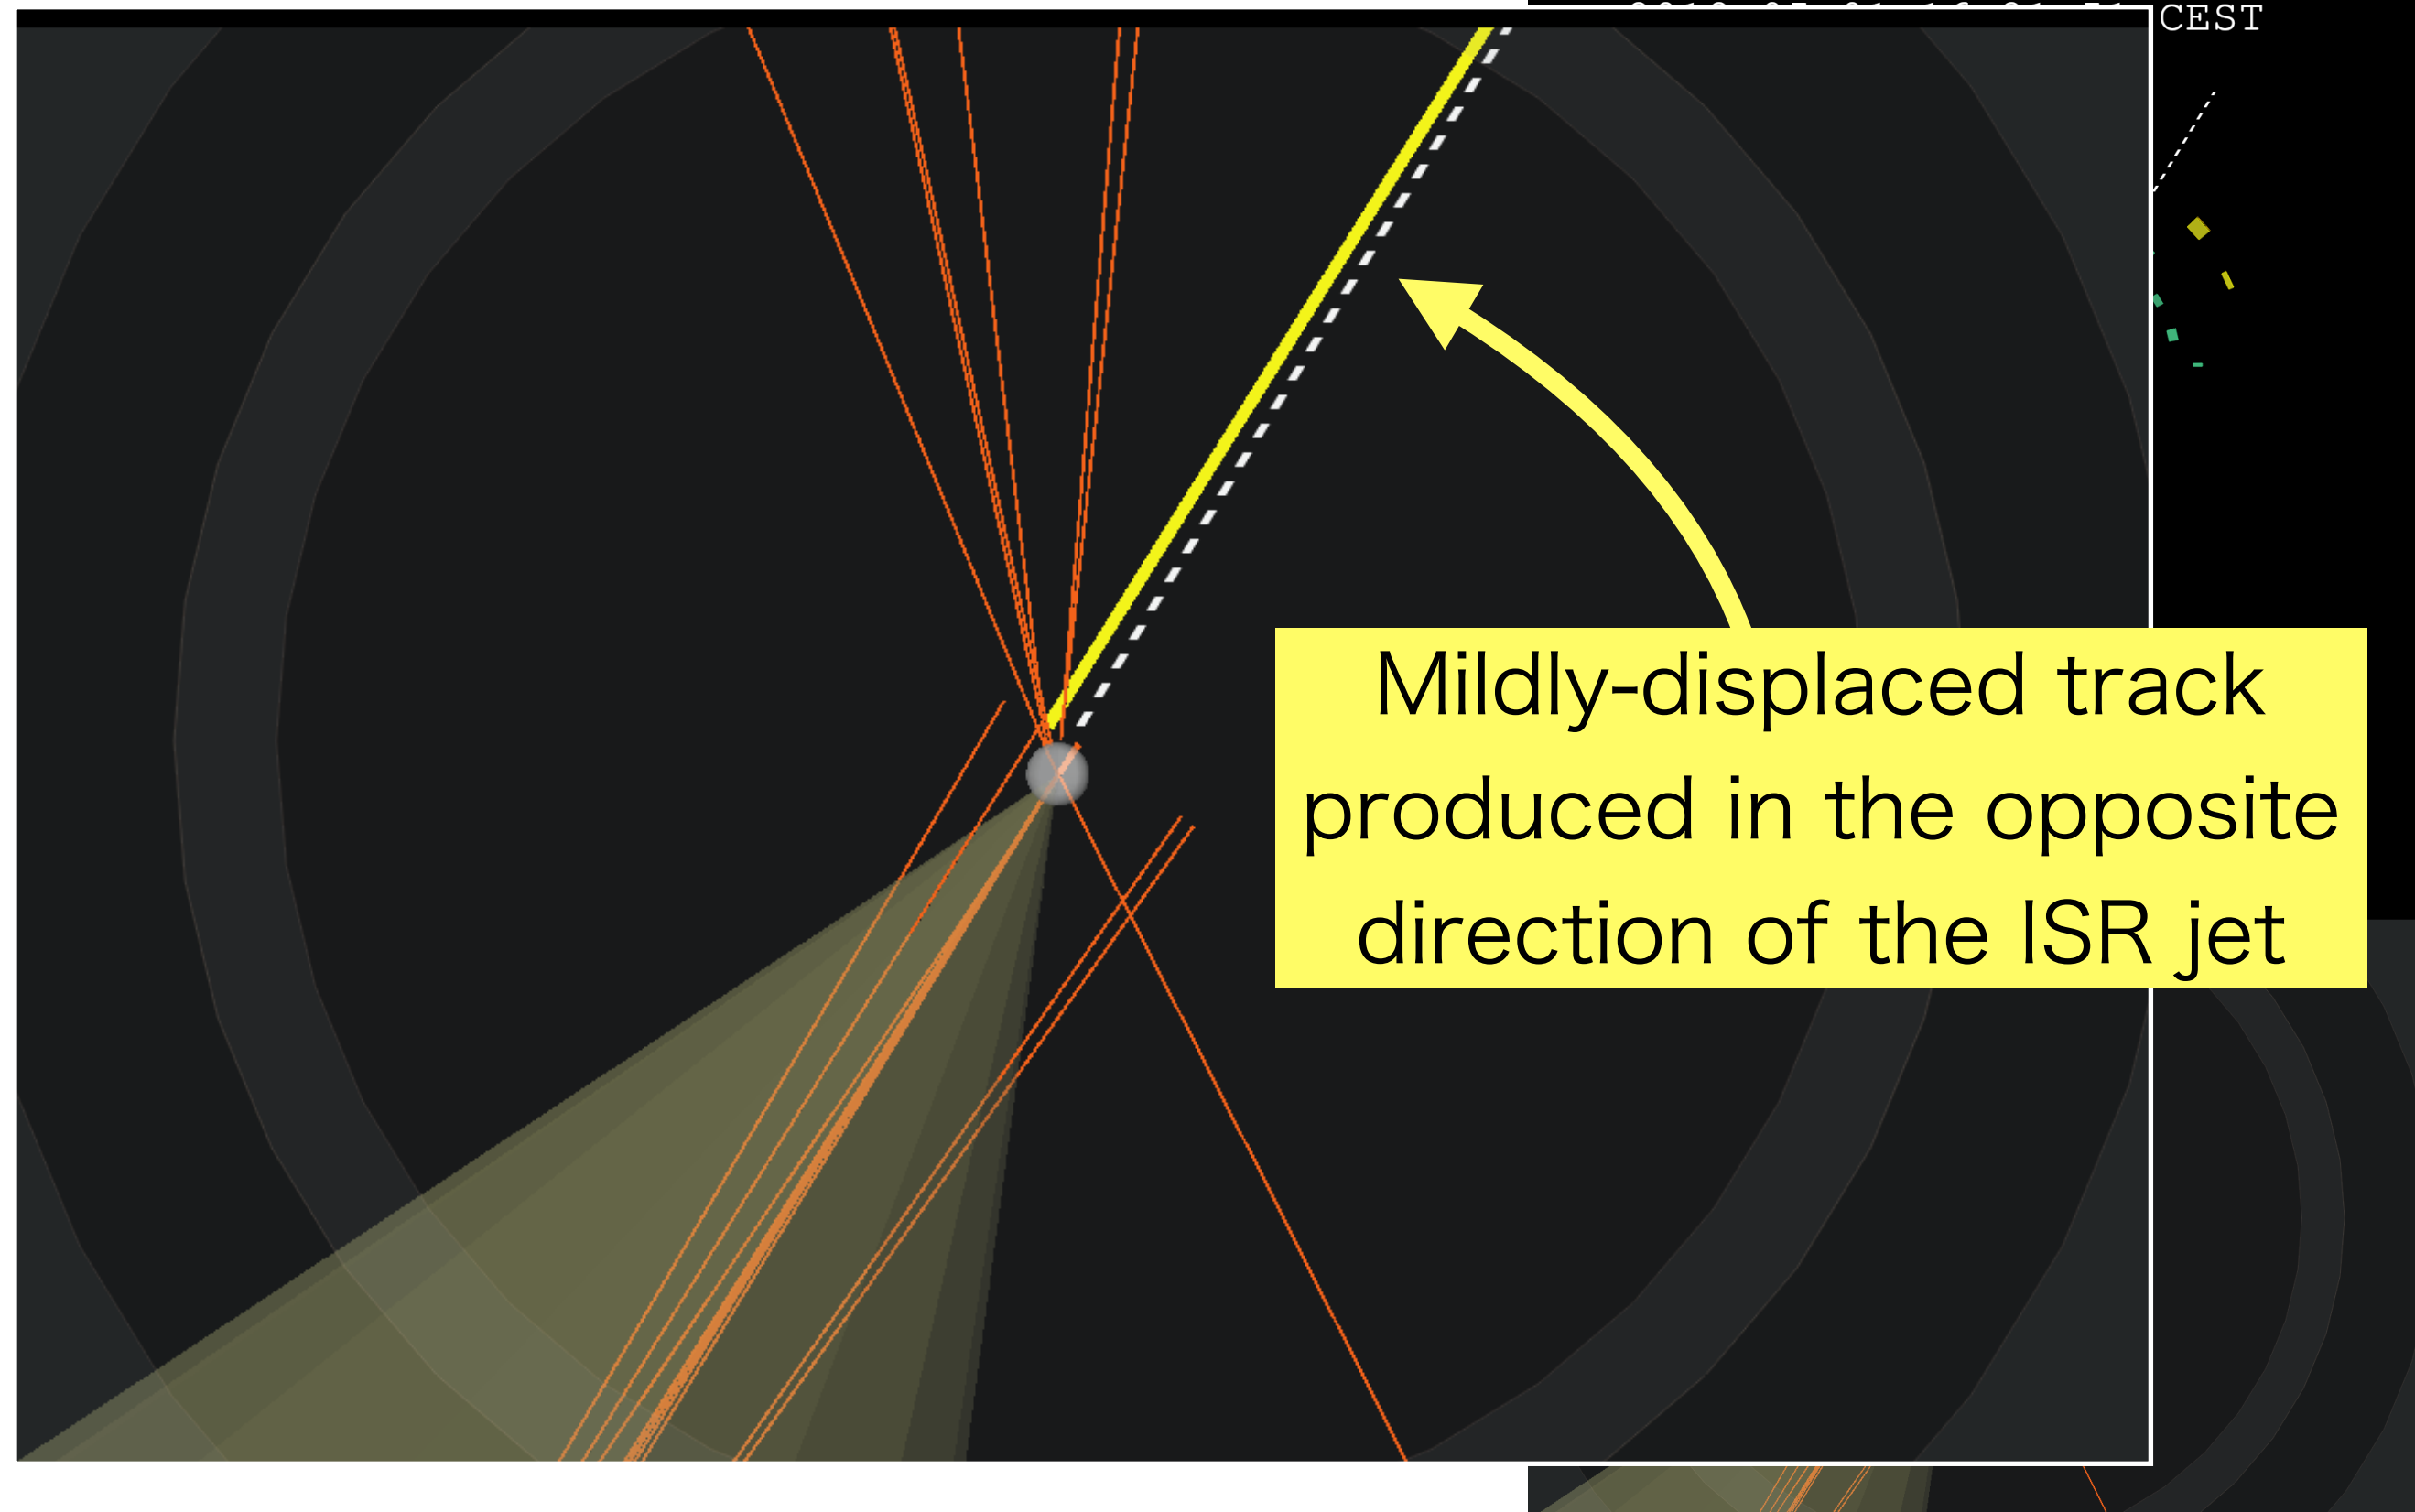 CEST
Mildly-displaced track
produced in the opposite
direction of the ISR jet